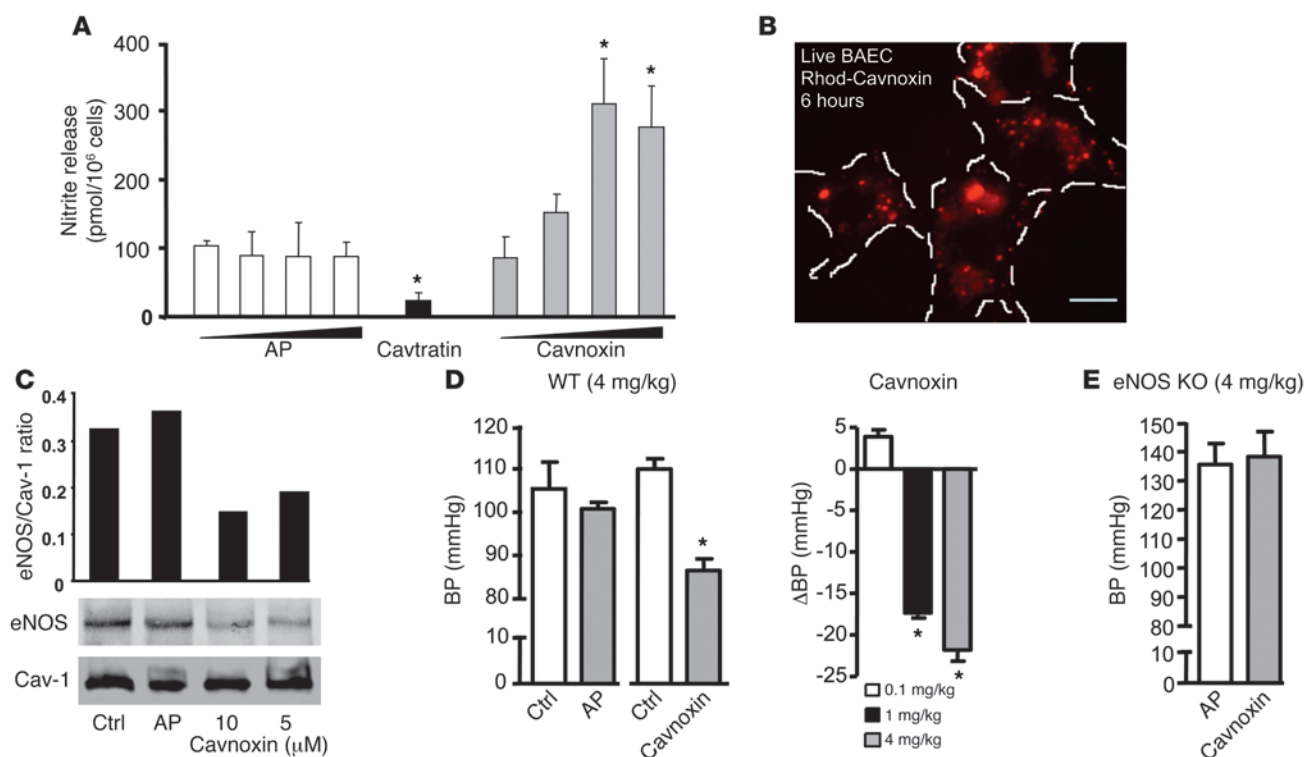 A
Nitrite release
(pmol/10⁶ cells)
400
300
200
100
0
*
*
*
AP
Cavtratin
Cavnoxin
B
Live BAEC
Rhod-Cavnoxin
6 hours
C
eNOS/Cav-1 ratio
0.4
0.3
0.2
0.1
0
eNOS
Cav-1
Ctrl AP 10 5
Cavnoxin (μM)
D
WT (4 mg/kg)
BP (mmHg)
120
110
100
90
80
10
0
*
Ctrl
AP
Ctrl
Cavnoxin
Cavnoxin
ΔBP (mmHg)
5
0
-5
-10
-15
-20
-25
*
*
0.1 mg/kg
1 mg/kg
4 mg/kg
E
eNOS KO (4 mg/kg)
BP (mmHg)
150
140
130
120
110
100
90
80
10
0
AP
Cavnoxin